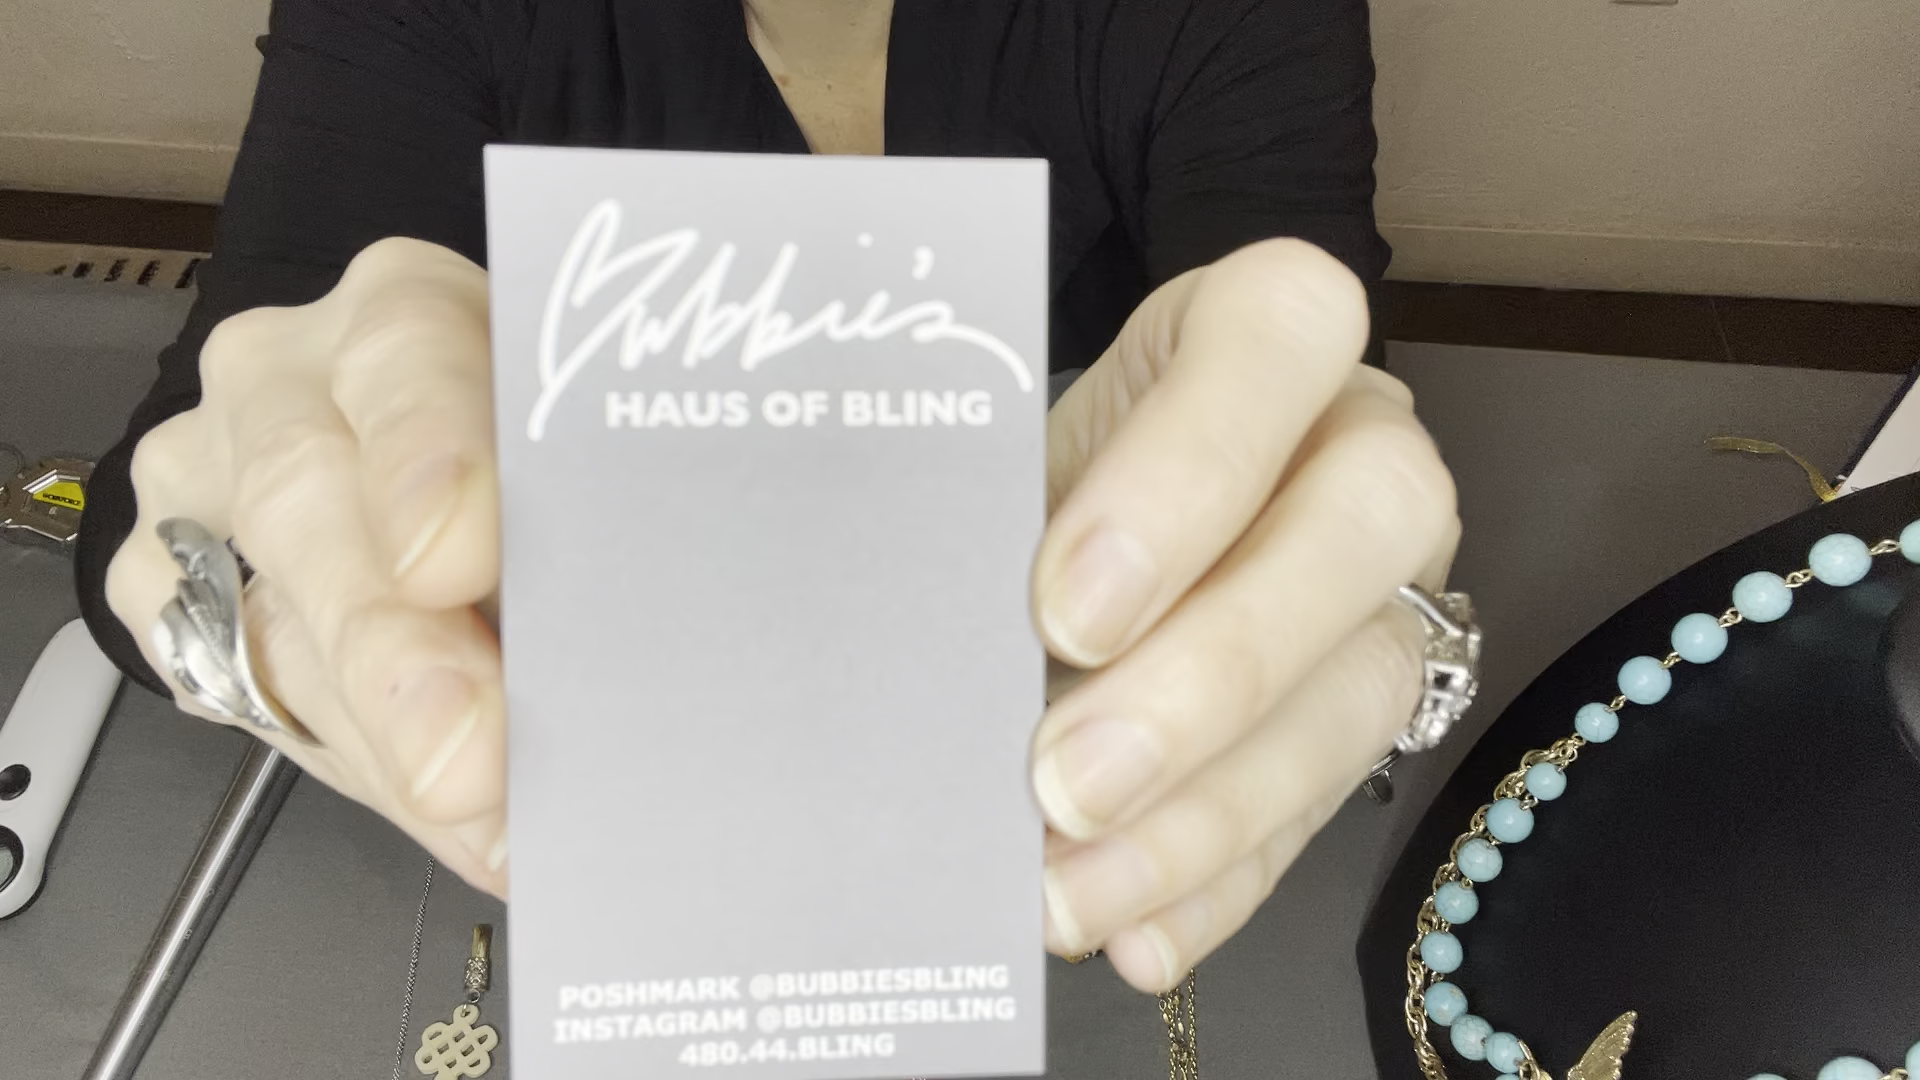 Bubbie's
HAUS OF BLING
POSHMARK @BUBBIESBLING
INSTAGRAM @BUBBIESBLING
480.44.BLING